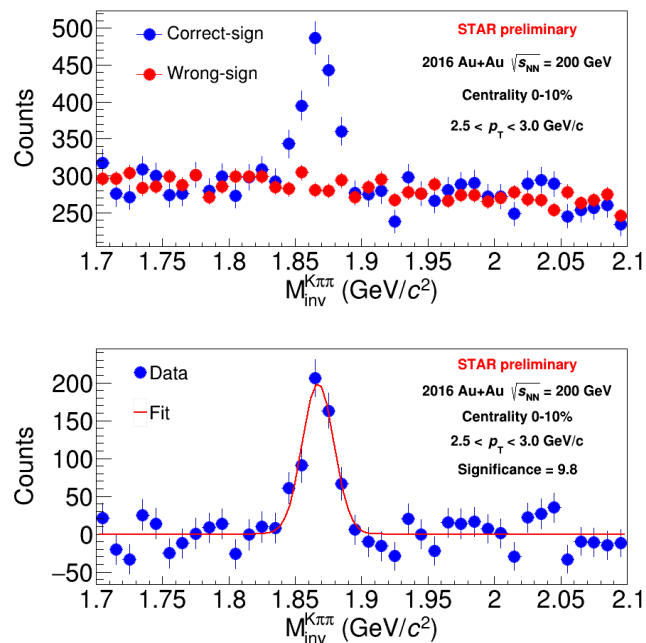 500
450
400
350
300
250
Counts
Correct-sign
Wrong-sign
STAR preliminary
2016 Au+Au √sNN = 200 GeV
Centrality 0-10%
2.5 < pT < 3.0 GeV/c
1.7 1.75 1.8 1.85 1.9 1.95 2 2.05 2.1
MinvKππ (GeV/c2)
200
150
100
50
0
−50
Counts
Data
Fit
STAR preliminary
2016 Au+Au √sNN = 200 GeV
Centrality 0-10%
2.5 < pT < 3.0 GeV/c
Significance = 9.8
1.7 1.75 1.8 1.85 1.9 1.95 2 2.05 2.1
MinvKππ (GeV/c2)